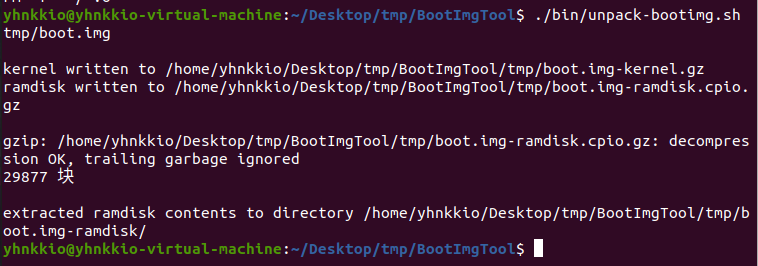 yhnkkio@yhnkkio-virtual-machine:~/Desktop/tmp/BootImgTool$ ./bin/unpack-bootimg.sh
tmp/boot.img
kernel written to /home/yhnkkio/Desktop/tmp/BootImgTool/tmp/boot.img-kernel.gz
ramdisk written to /home/yhnkkio/Desktop/tmp/BootImgTool/tmp/boot.img-ramdisk.cpio.
gz
gzip: /home/yhnkkio/Desktop/tmp/BootImgTool/tmp/boot.img-ramdisk.cpio.gz: decompres
sion OK, trailing garbage ignored
29877 块
extracted ramdisk contents to directory /home/yhnkkio/Desktop/tmp/BootImgTool/tmp/b
oot.img-ramdisk/
yhnkkio@yhnkkio-virtual-machine:~/Desktop/tmp/BootImgTool$